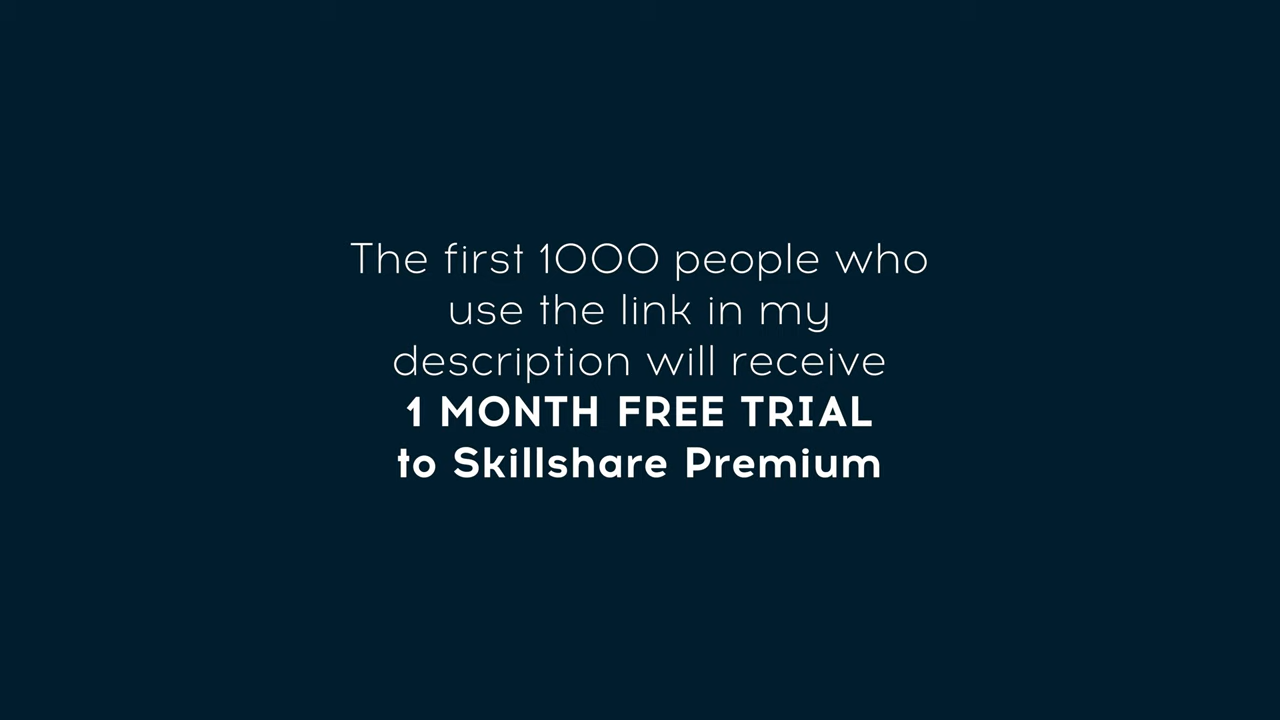 The first 1000 people who
use the link in my
description will receive
1 MONTH FREE TRIAL
to Skillshare Premium